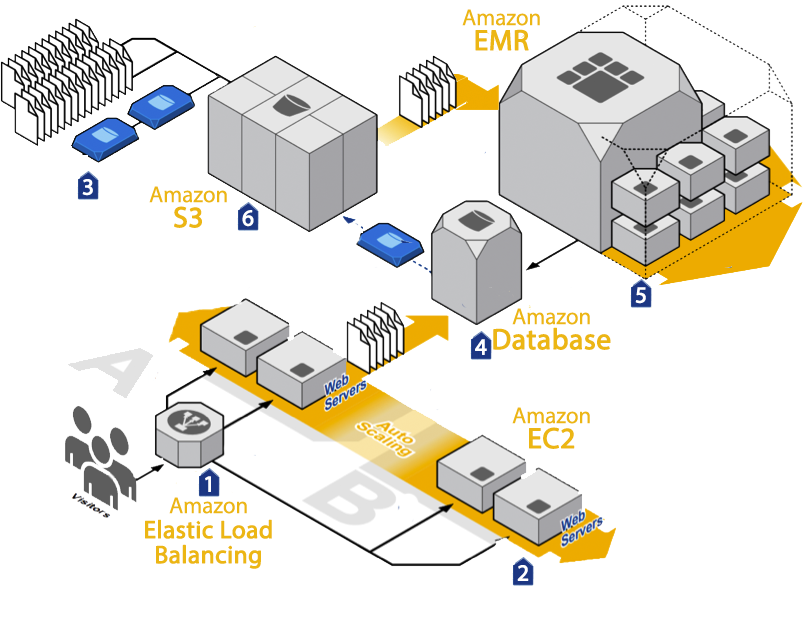 Amazon
EMR
3
Amazon
S3
6
5
Amazon
Database
4
A
Web
Servers
Auto
Scaling
Amazon
EC2
B
Visitors
1
Amazon
Elastic Load
Balancing
Web
Servers
2